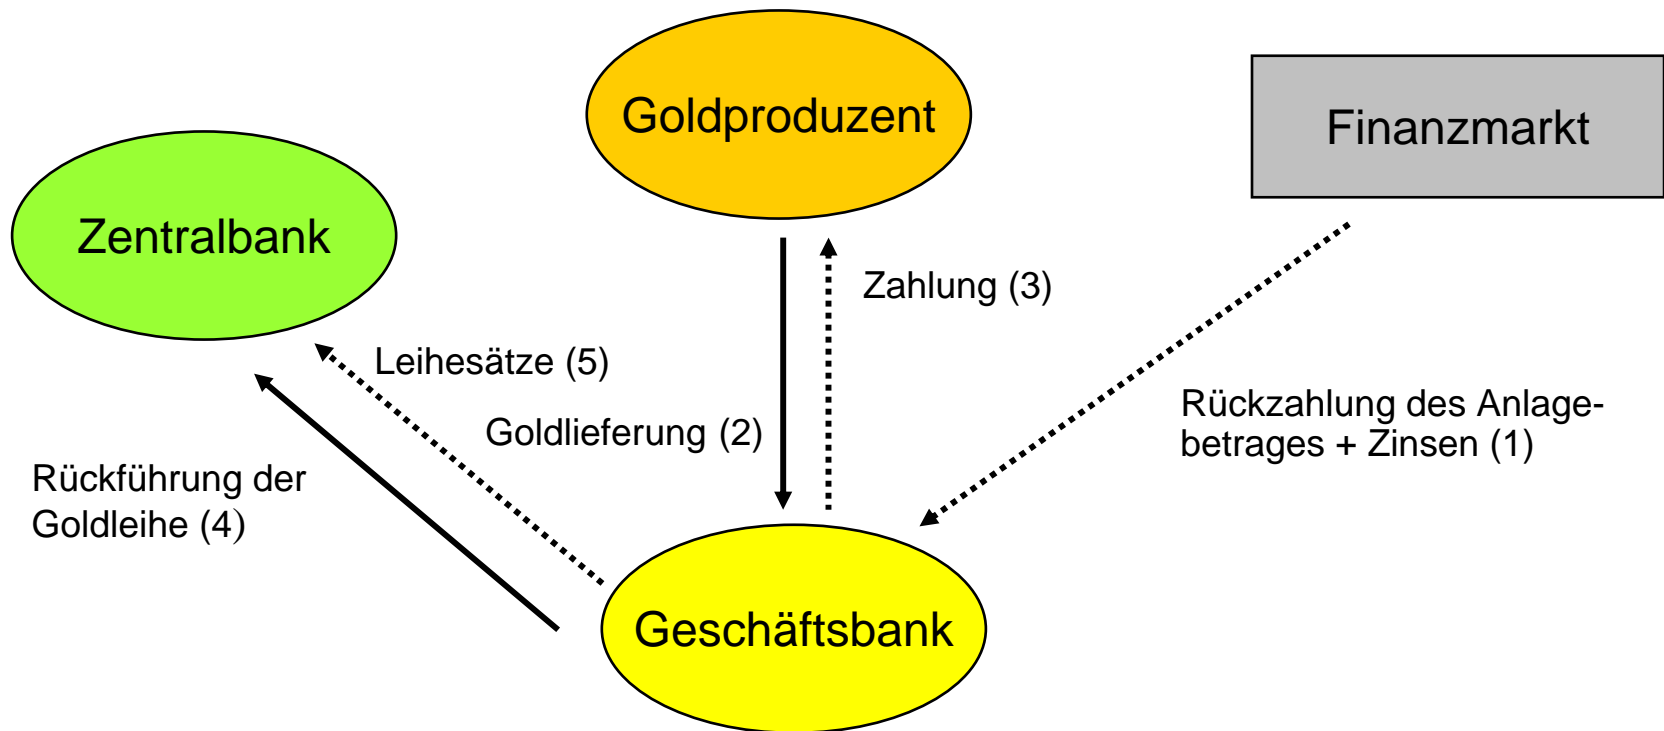 Goldproduzent
Finanzmarkt
Zentralbank
Zahlung (3)
Leihesätze (5)
Goldlieferung (2)
Rückzahlung des Anlage-
betrages + Zinsen (1)
Rückführung der
Goldleihe (4)
Geschäftsbank